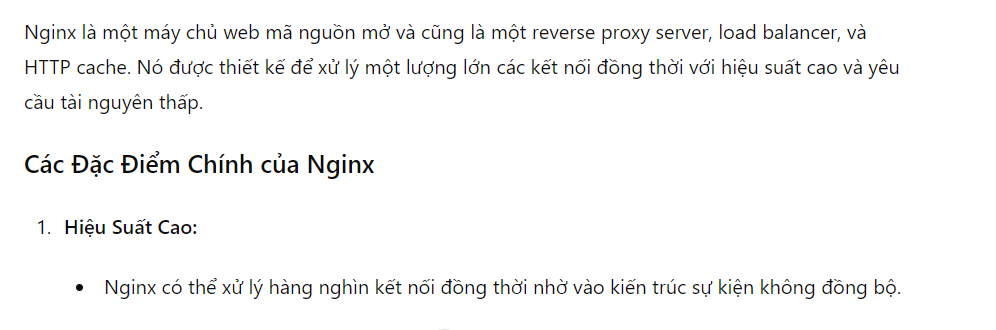 Nginx là một máy chủ web mã nguồn mở và cũng là một reverse proxy server, load balancer, và
HTTP cache. Nó được thiết kế để xử lý một lượng lớn các kết nối đồng thời với hiệu suất cao và yêu
cầu tài nguyên thấp.
Các Đặc Điểm Chính của Nginx
1. Hiệu Suất Cao:
• Nginx có thể xử lý hàng nghìn kết nối đồng thời nhờ vào kiến trúc sự kiện không đồng bộ.